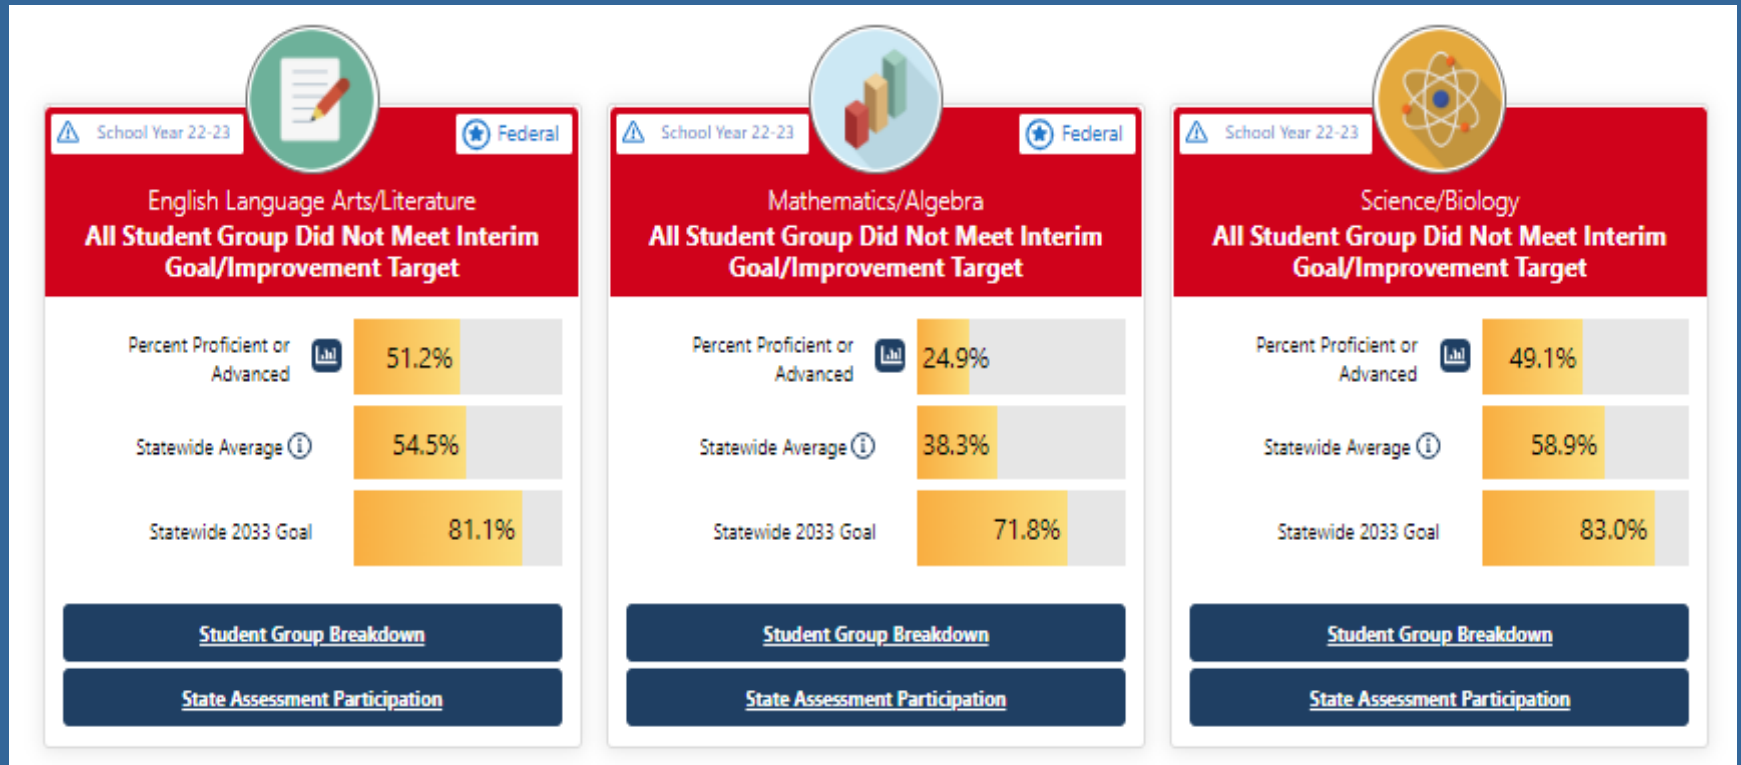 School Year 22-23
Federal
English Language Arts/Literature
All Student Group Did Not Meet Interim
Goal/Improvement Target
Percent Proficient or
Advanced
51.2%
Statewide Average
54.5%
Statewide 2033 Goal
81.1%
Student Group Breakdown
State Assessment Participation
School Year 22-23
Federal
Mathematics/Algebra
All Student Group Did Not Meet Interim
Goal/Improvement Target
Percent Proficient or
Advanced
24.9%
Statewide Average
38.3%
Statewide 2033 Goal
71.8%
Student Group Breakdown
State Assessment Participation
School Year 22-23
Science/Biology
All Student Group Did Not Meet Interim
Goal/Improvement Target
Percent Proficient or
Advanced
49.1%
Statewide Average
58.9%
Statewide 2033 Goal
83.0%
Student Group Breakdown
State Assessment Participation